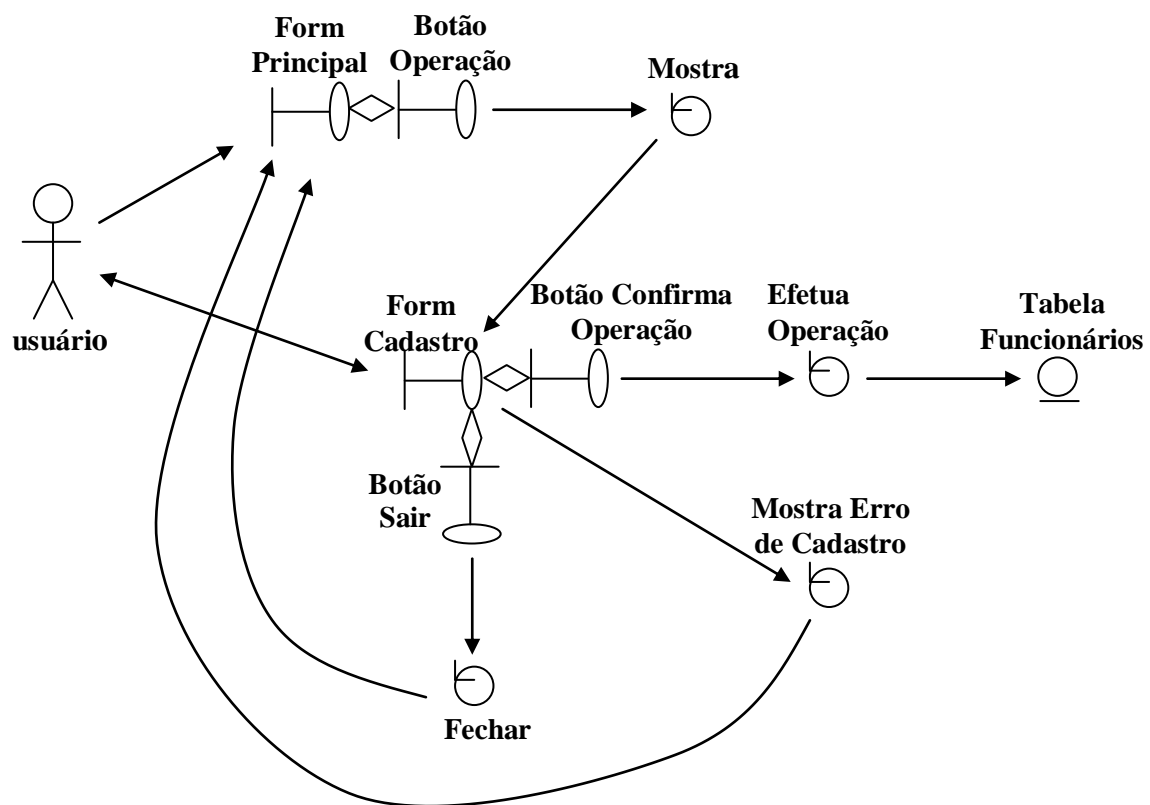 Form
Principal
Botão
Operação
Mostra
usuário
Form
Cadastro
Botão Confirma
Operação
Efetua
Operação
Tabela
Funcionários
Botão
Sair
Mostra Erro
de Cadastro
Fechar